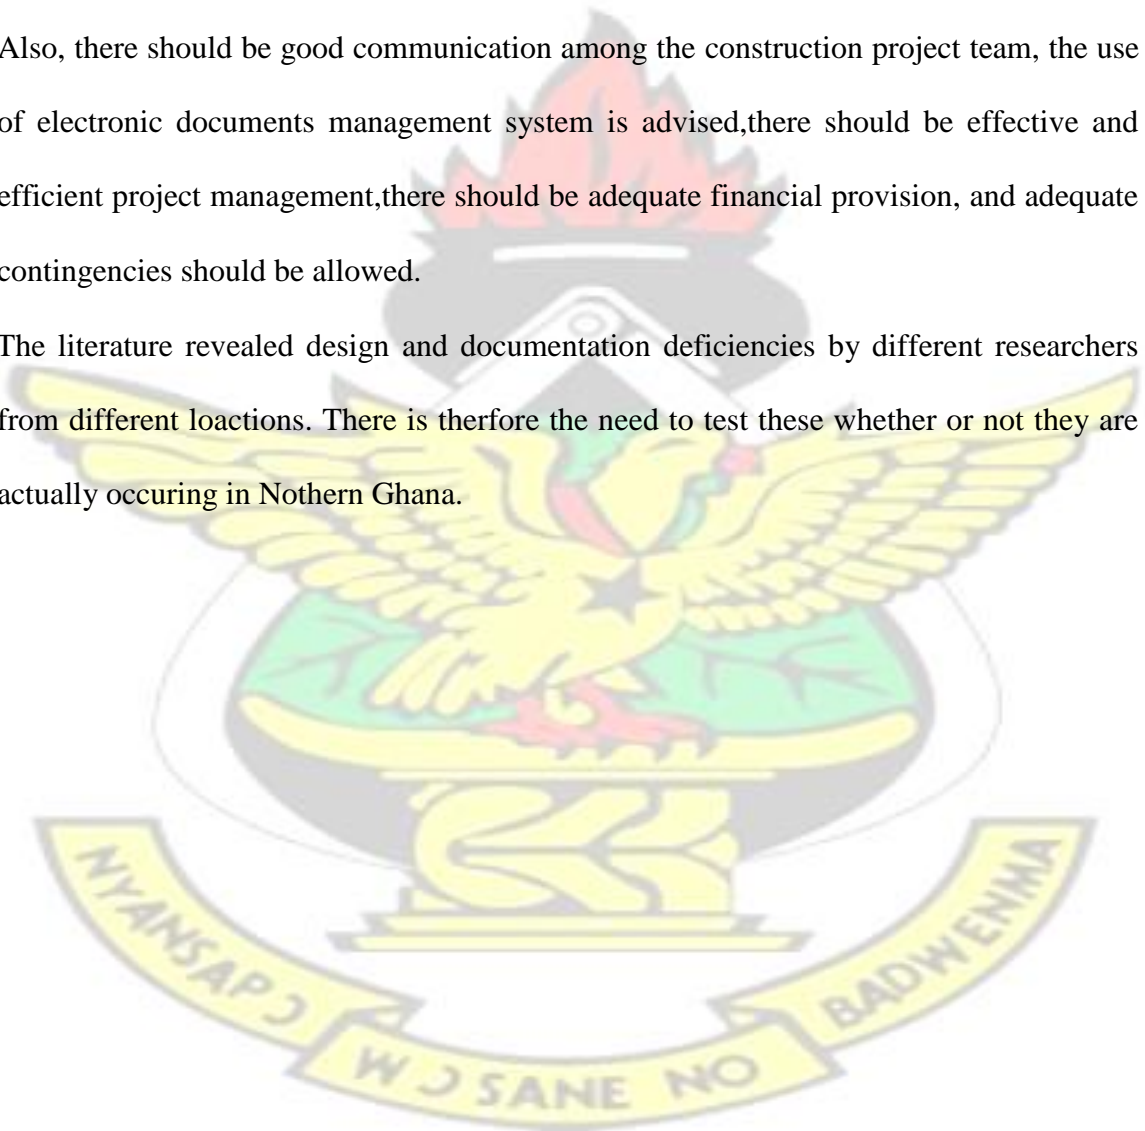 Also, there should be good communication among the construction project team, the use
of electronic documents management system is advised,there should be effective and
efficient project management,there should be adequate financial provision, and adequate
contingencies should be allowed.
The literature revealed design and documentation deficiencies by different researchers
from different loactions. There is therfore the need to test these whether or not they are
actually occuring in Nothern Ghana.
NYANSAPƆ
WƆSANE NO
BADWENMA